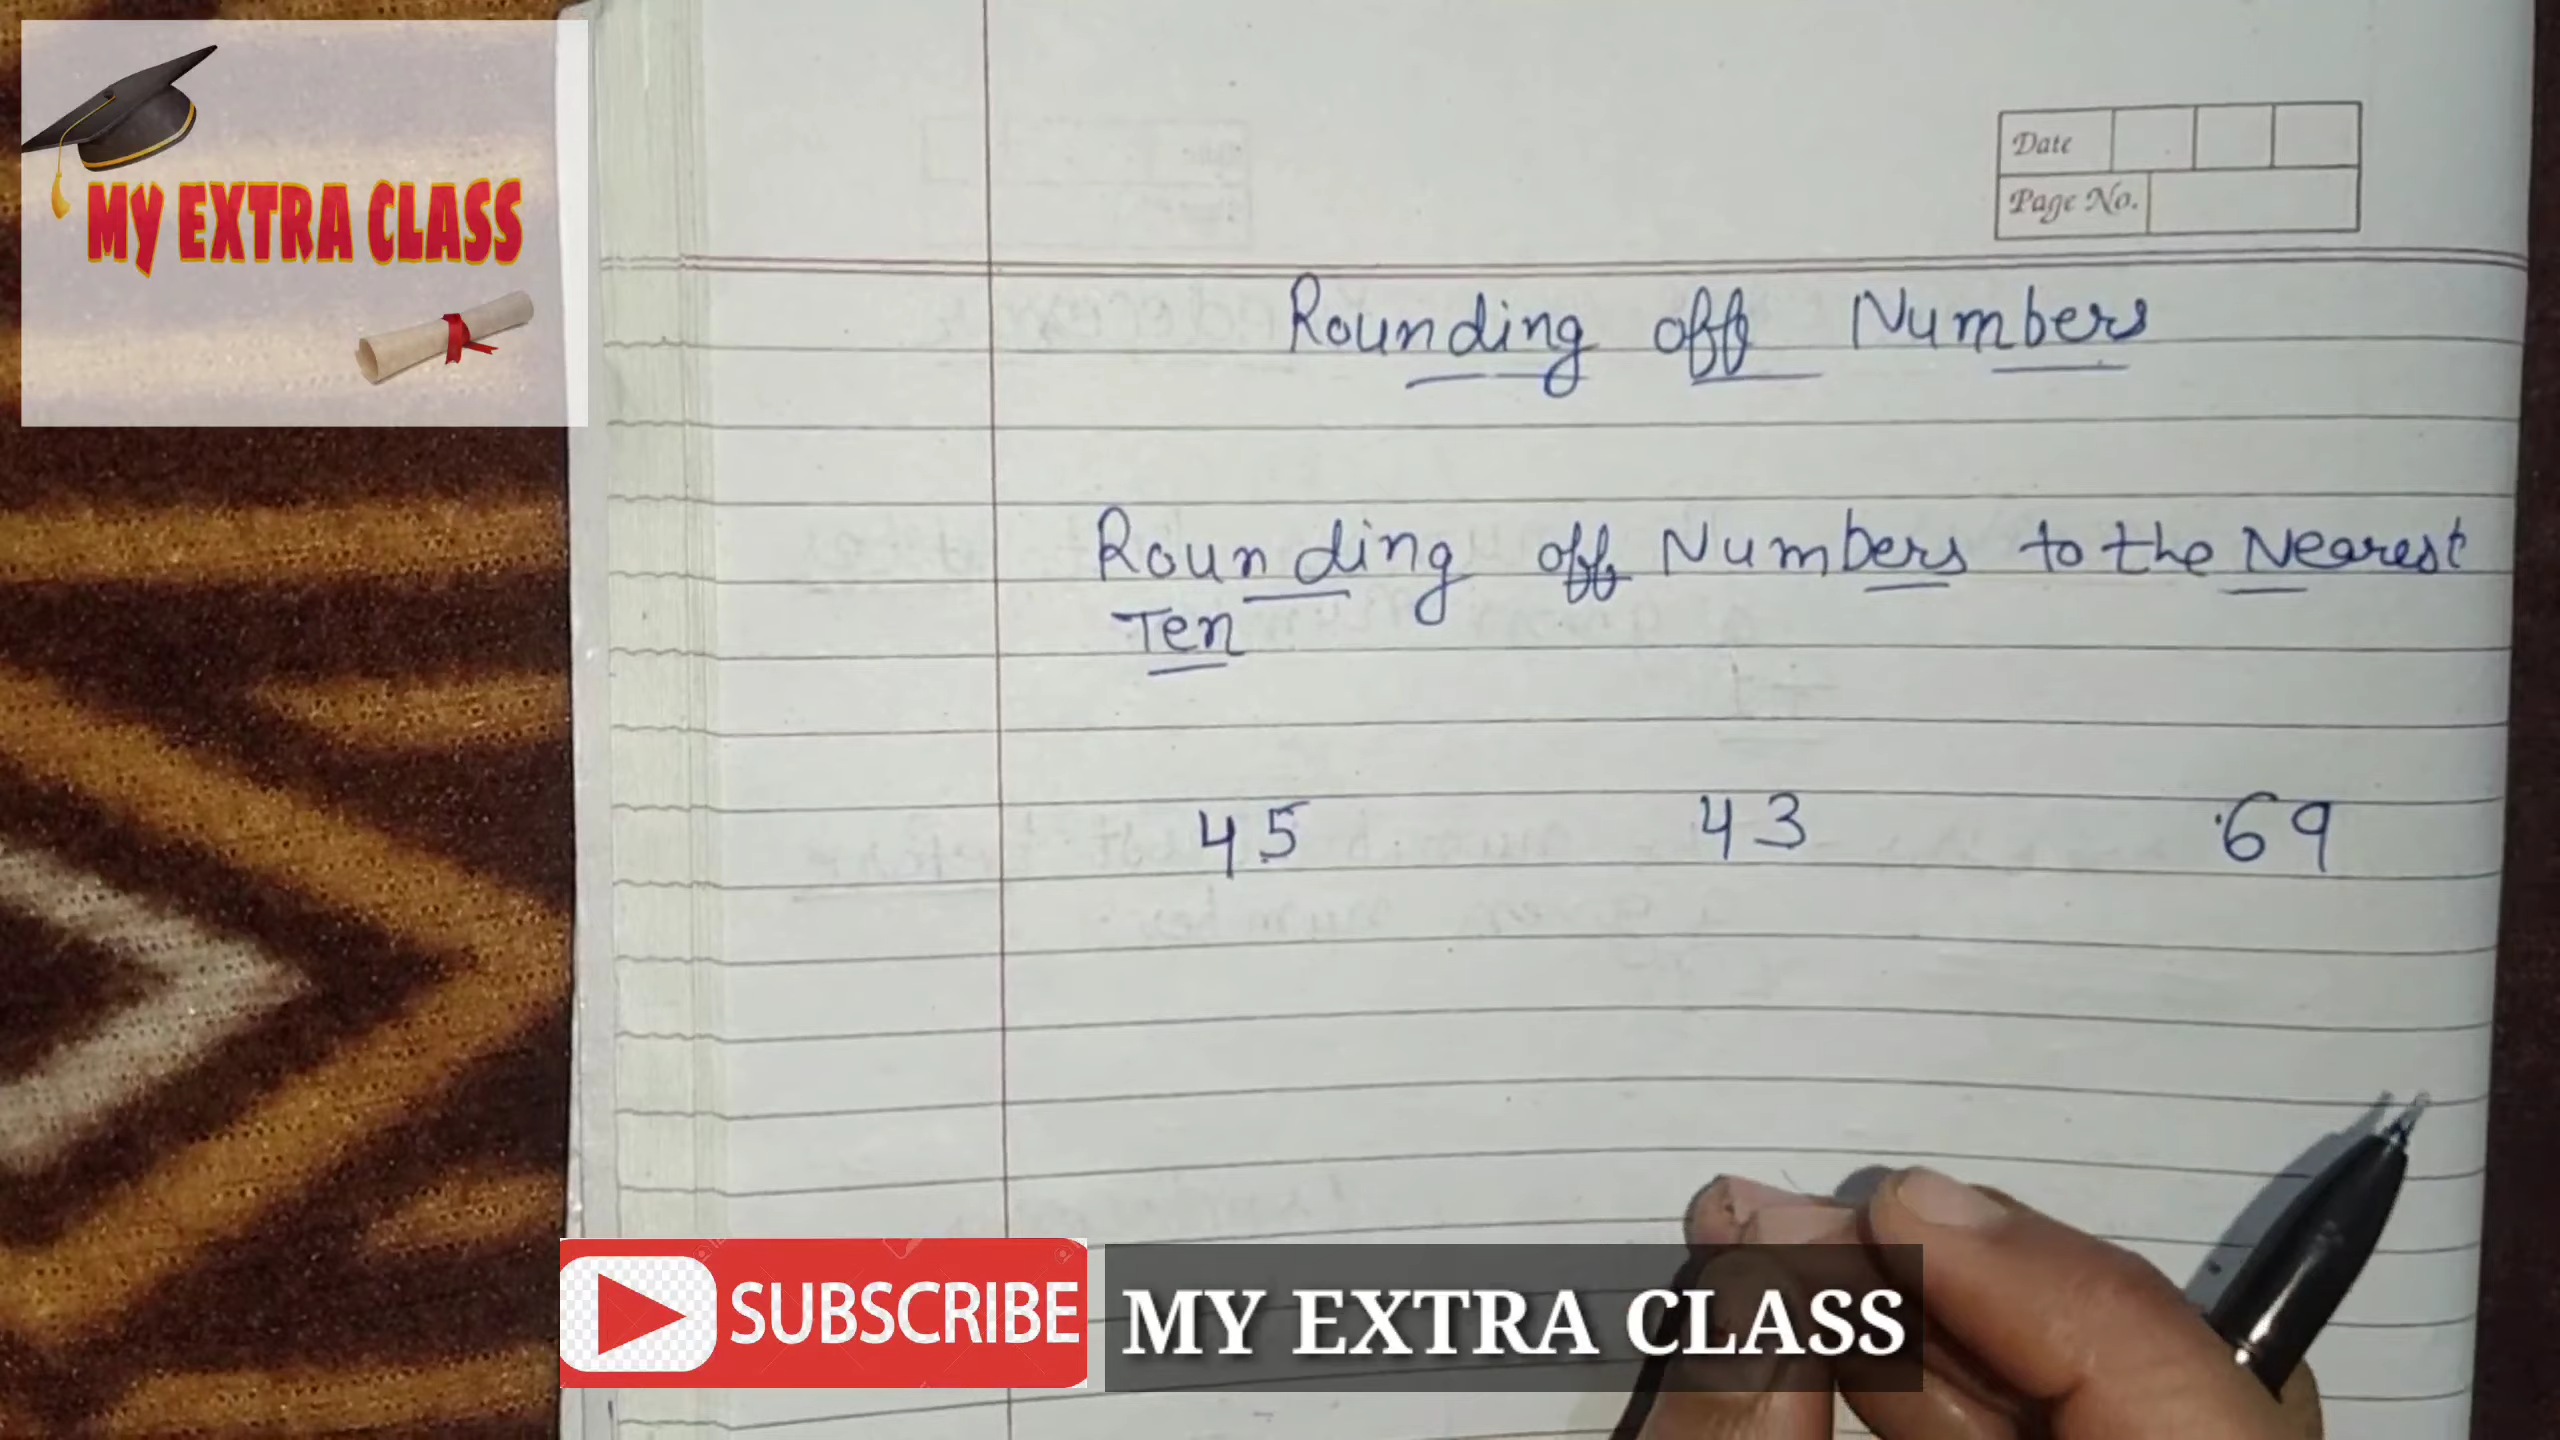 MY EXTRA CLASS
Date
Page No.
Rounding off Numbers
Rounding off Numbers to the Nearest
Ten
45 43 69
SUBSCRIBE
MY EXTRA CLASS